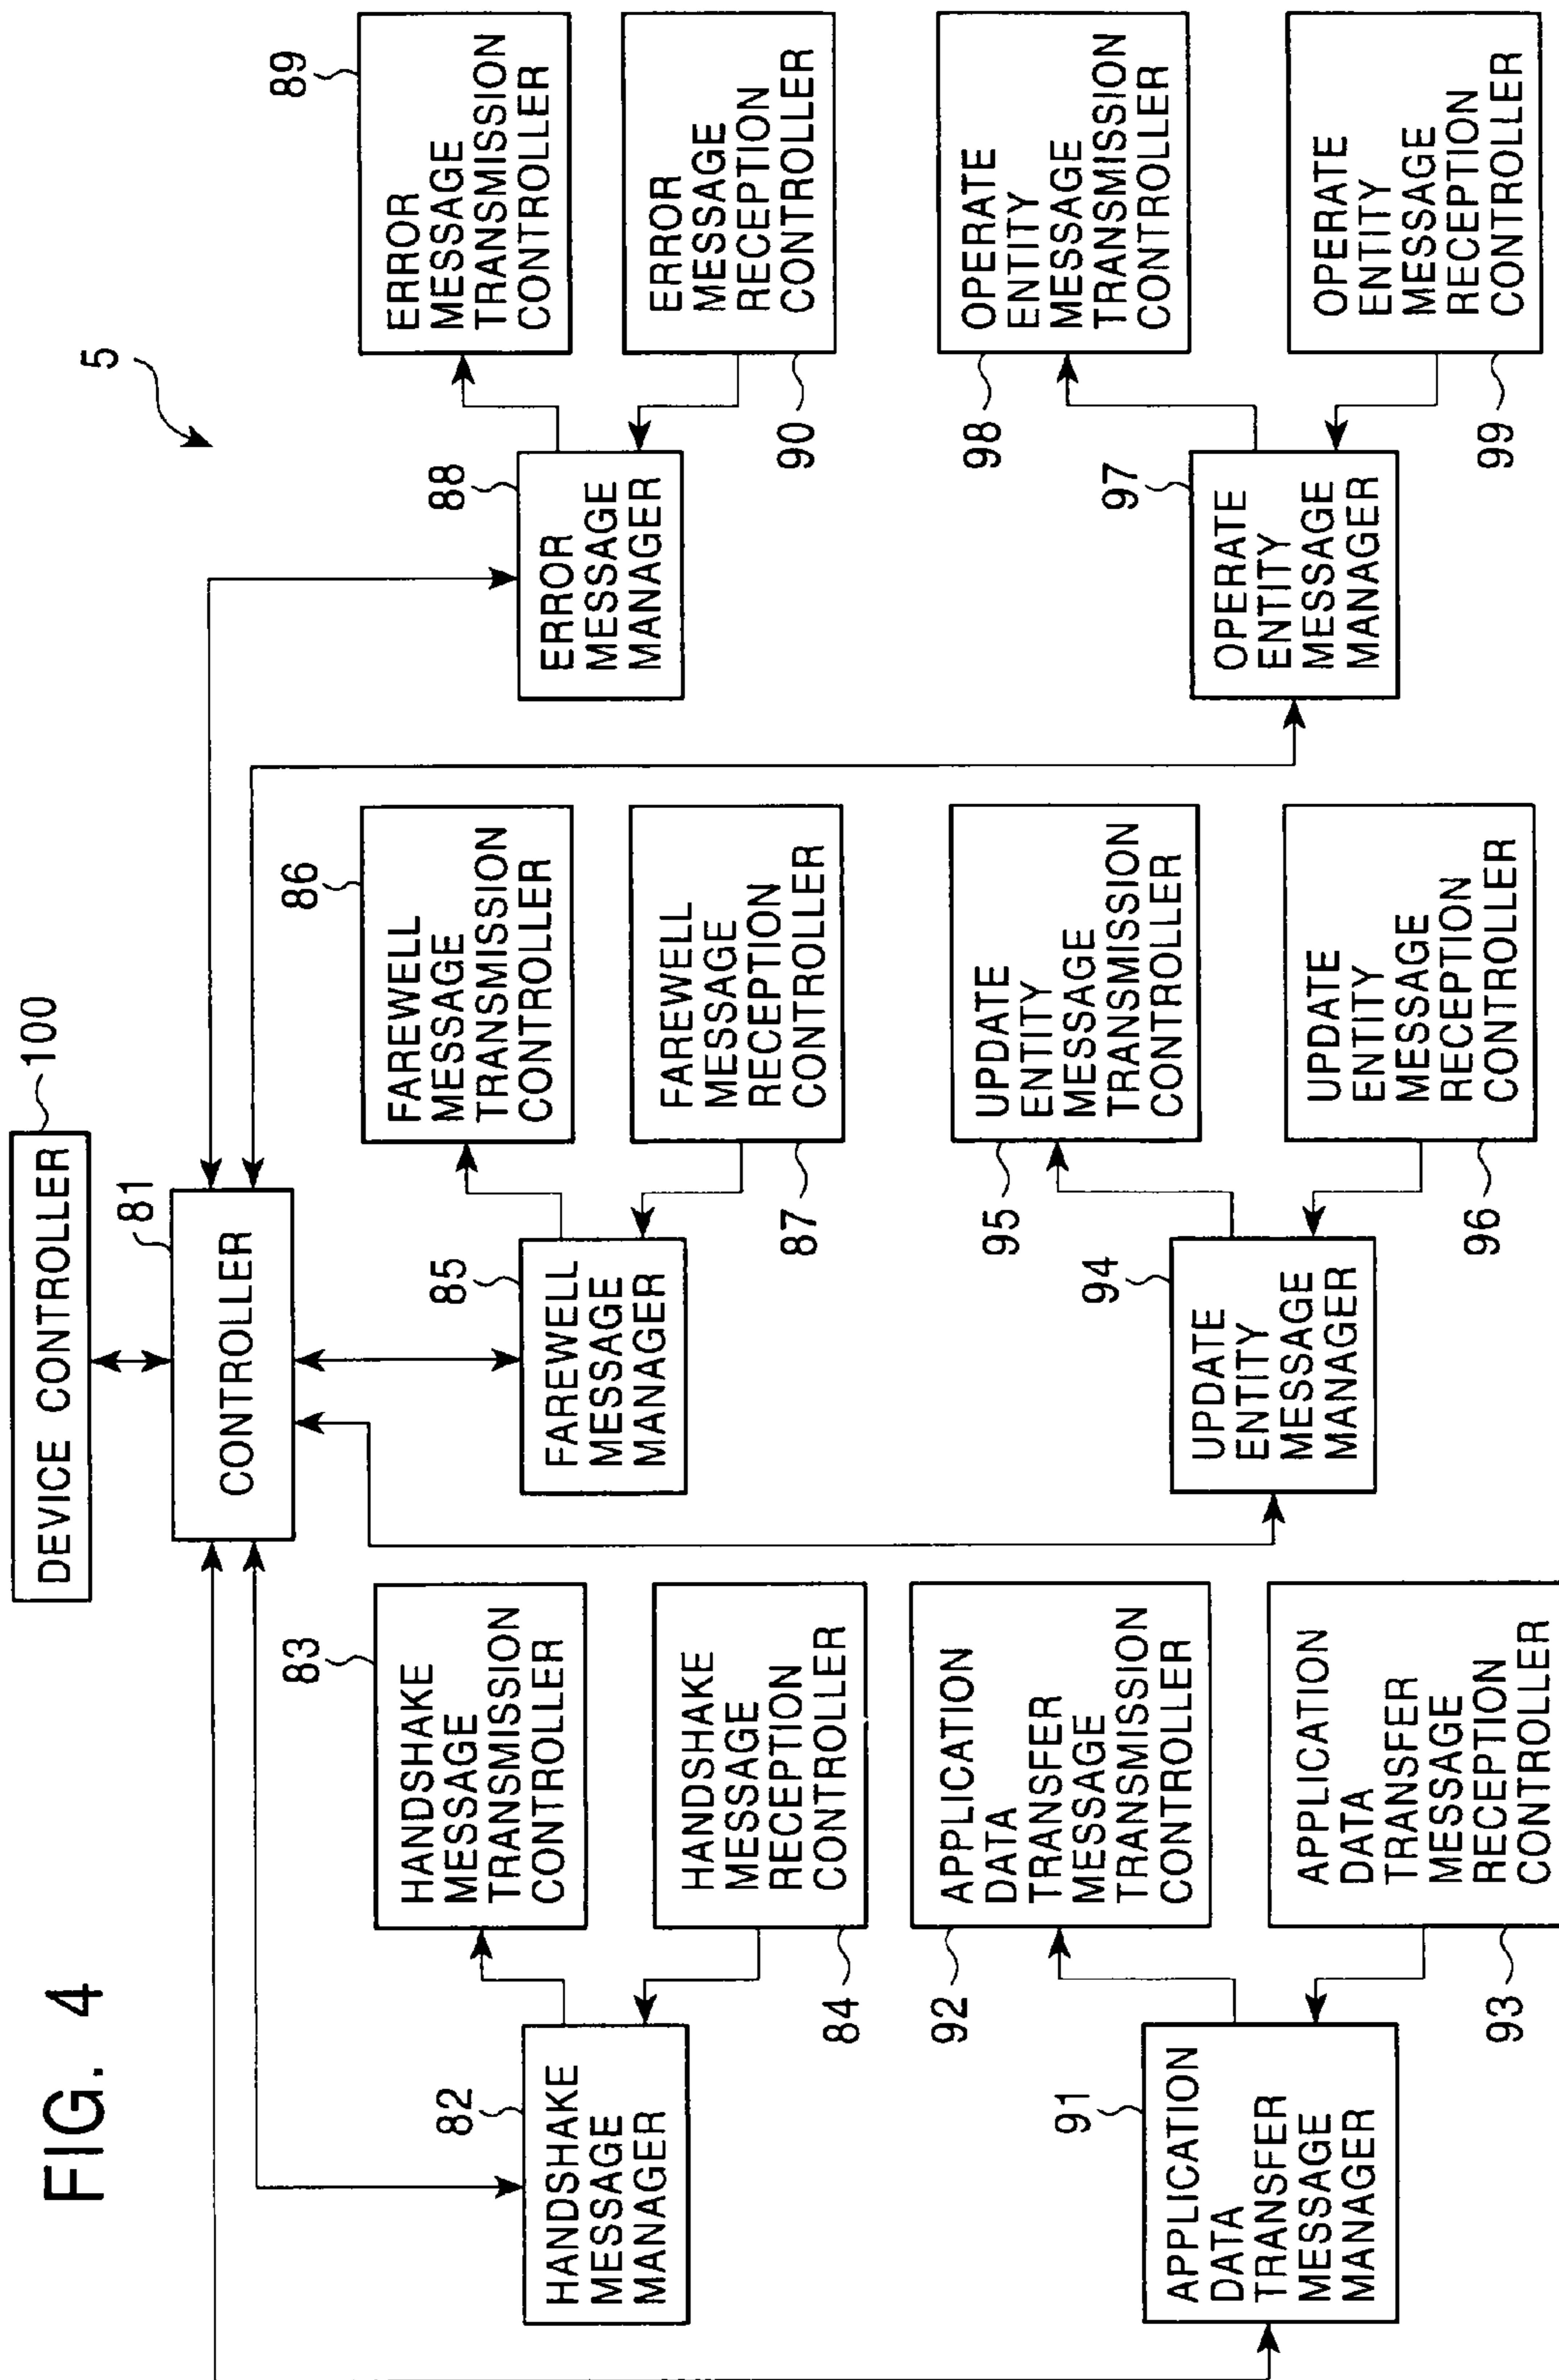 FIG. 4
DEVICE CONTROLLER
100
CONTROLLER
81
5
HANDSHAKE
MESSAGE
MANAGER
82
HANDSHAKE
MESSAGE
TRANSMISSION
CONTROLLER
83
HANDSHAKE
MESSAGE
RECEPTION
CONTROLLER
84
FAREWELL
MESSAGE
MANAGER
85
FAREWELL
MESSAGE
TRANSMISSION
CONTROLLER
86
FAREWELL
MESSAGE
RECEPTION
CONTROLLER
87
ERROR
MESSAGE
MANAGER
88
ERROR
MESSAGE
TRANSMISSION
CONTROLLER
89
ERROR
MESSAGE
RECEPTION
CONTROLLER
90
APPLICATION
DATA
TRANSFER
MESSAGE
MANAGER
91
APPLICATION
DATA
TRANSFER
MESSAGE
TRANSMISSION
CONTROLLER
92
APPLICATION
DATA
TRANSFER
MESSAGE
RECEPTION
CONTROLLER
93
UPDATE
ENTITY
MESSAGE
MANAGER
94
UPDATE
ENTITY
MESSAGE
TRANSMISSION
CONTROLLER
95
UPDATE
ENTITY
MESSAGE
RECEPTION
CONTROLLER
96
OPERATE
ENTITY
MESSAGE
MANAGER
97
OPERATE
ENTITY
MESSAGE
TRANSMISSION
CONTROLLER
98
OPERATE
ENTITY
MESSAGE
RECEPTION
CONTROLLER
99